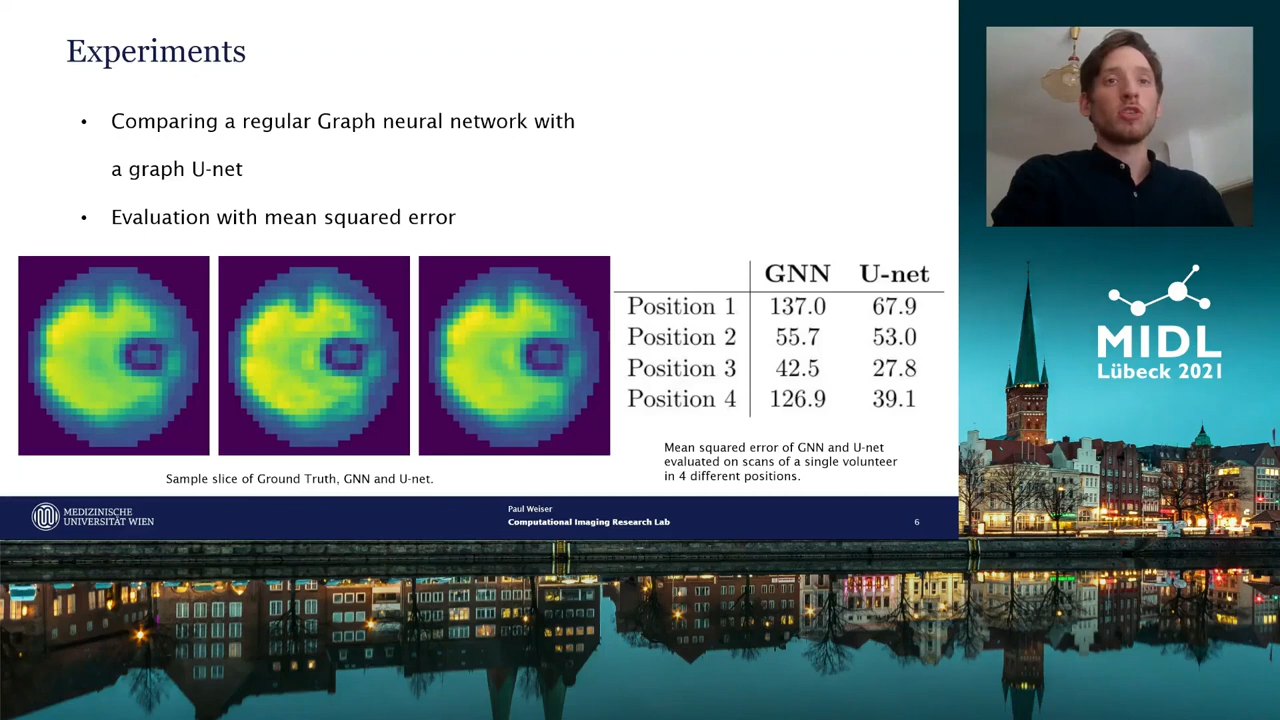 Experiments
• Comparing a regular Graph neural network with
a graph U-net
• Evaluation with mean squared error
GNN U-net
Position 1 137.0 67.9
Position 2 55.7 53.0
Position 3 42.5 27.8
Position 4 126.9 39.1
Sample slice of Ground Truth, GNN and U-net.
Mean squared error of GNN and U-net
evaluated on scans of a single volunteer
in 4 different positions.
MEDIZINISCHE
UNIVERSITÄT WIEN
Paul Weiser
Computational Imaging Research Lab
6
MIDL
Lübeck 2021